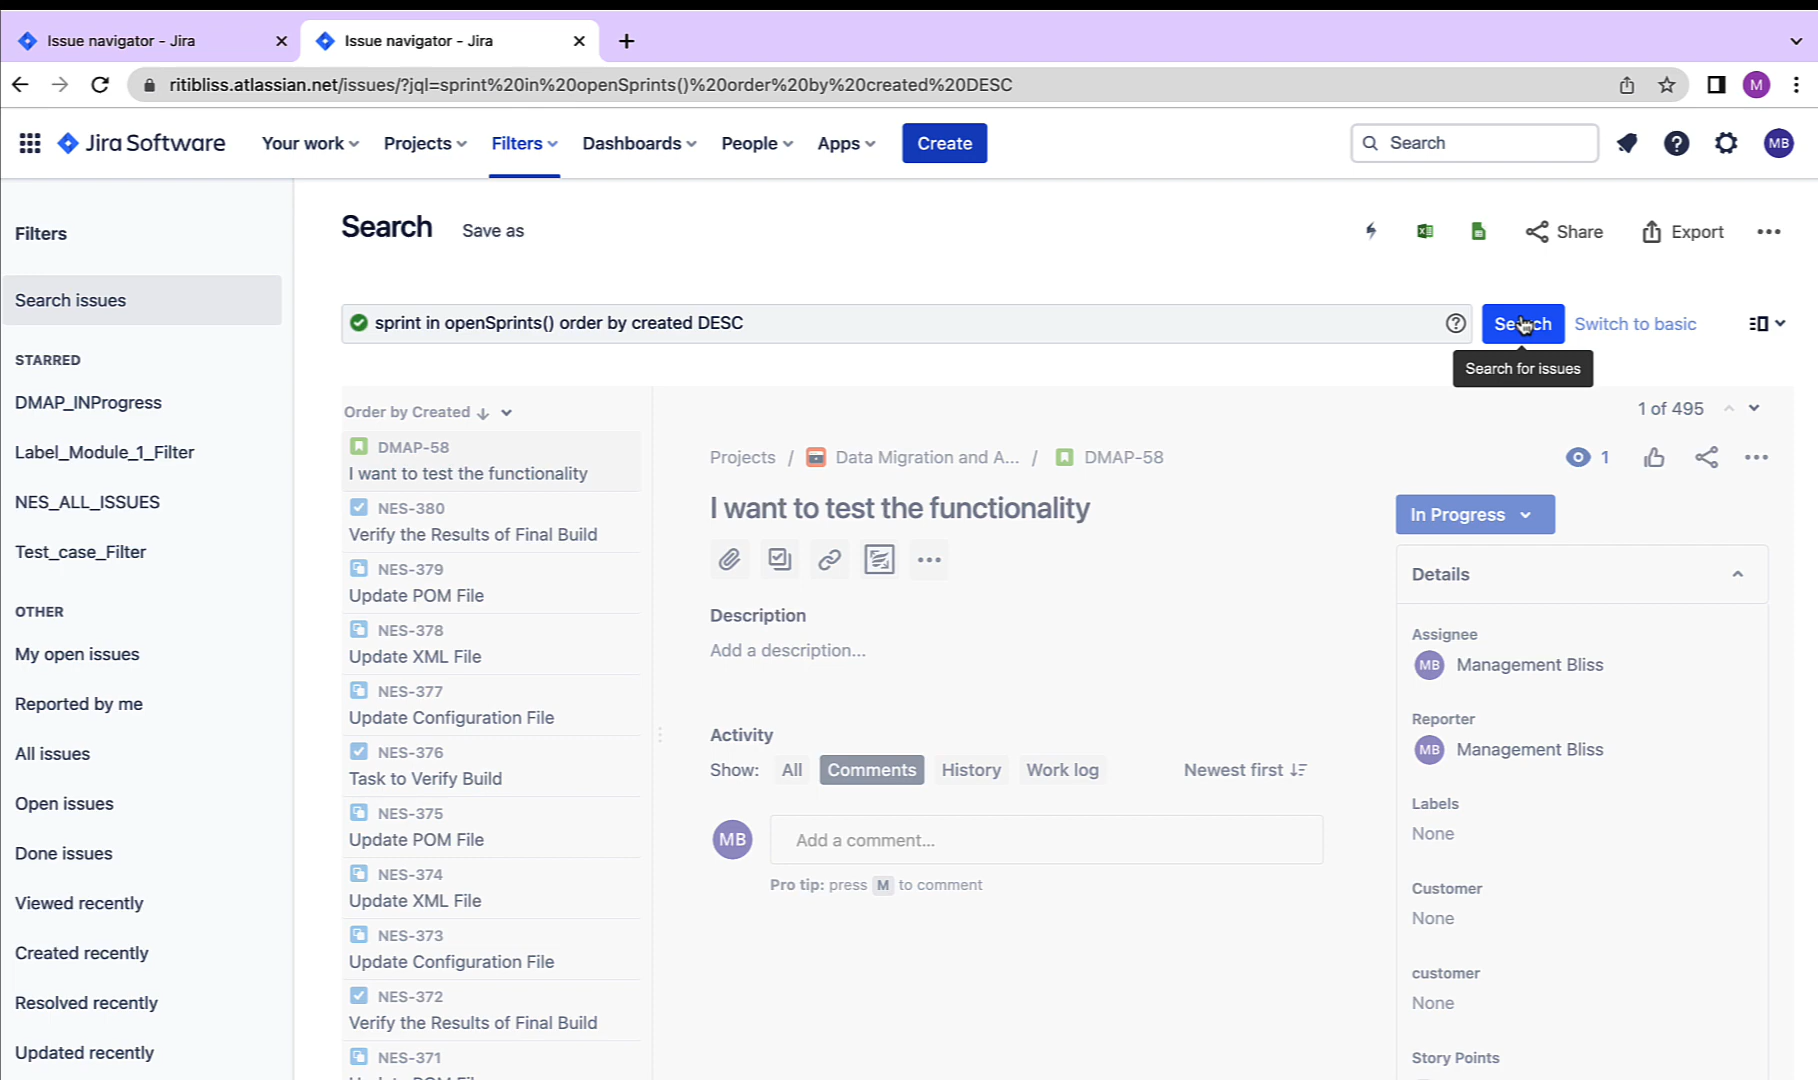 Issue navigator - Jira
Issue navigator - Jira
ritibliss.atlassian.net/issues/?jql=sprint%20in%20openSprints()%20order%20by%20created%20DESC
M
Jira Software
Your work
Projects
Filters
Dashboards
People
Apps
Create
Search
MB
Filters
Search issues
STARRED
DMAP_INProgress
Label_Module_1_Filter
NES_ALL_ISSUES
Test_case_Filter
OTHER
My open issues
Reported by me
All issues
Open issues
Done issues
Viewed recently
Created recently
Resolved recently
Updated recently
Search
Save as
Share
Export
sprint in openSprints() order by created DESC
Search
Switch to basic
Search for issues
Order by Created
DMAP-58
I want to test the functionality
NES-380
Verify the Results of Final Build
NES-379
Update POM File
NES-378
Update XML File
NES-377
Update Configuration File
NES-376
Task to Verify Build
NES-375
Update POM File
NES-374
Update XML File
NES-373
Update Configuration File
NES-372
Verify the Results of Final Build
NES-371
1 of 495
Projects / Data Migration and A... / DMAP-58
1
I want to test the functionality
Description
Add a description...
Activity
Show: All Comments History Work log
Newest first
MB
Add a comment...
Pro tip: press M to comment
In Progress
Details
Assignee
MB Management Bliss
Reporter
MB Management Bliss
Labels
None
Customer
None
customer
None
Story Points